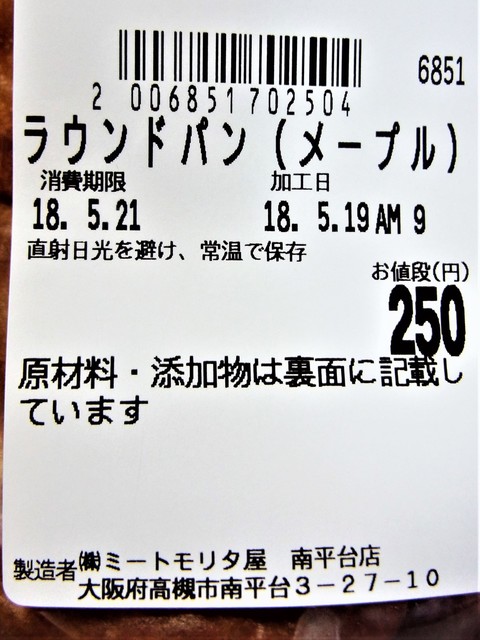 6851
2 006851 702504
ラウンドパン(メープル)
消費期限 加工日
18. 5.21 18. 5.19 AM 9
直射日光を避け、常温で保存
お値段(円)
250
原材料・添加物は裏面に記載し
ています
製造者 ㈱ミートモリタ屋 南平台店
大阪府高槻市南平台3-27-10